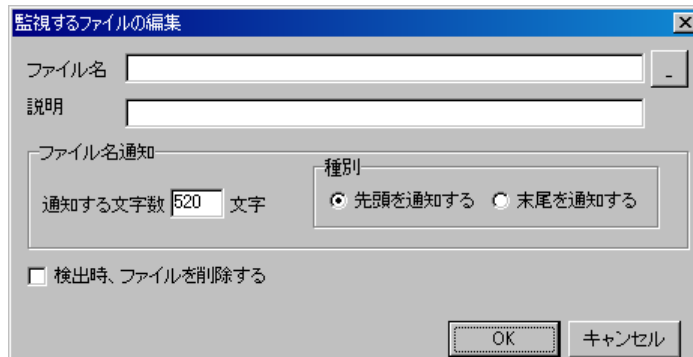 監視するファイルの編集
ファイル名
説明
ファイル名通知
通知する文字数 520 文字
種別
先頭を通知する 末尾を通知する
検出時、ファイルを削除する
OK キャンセル